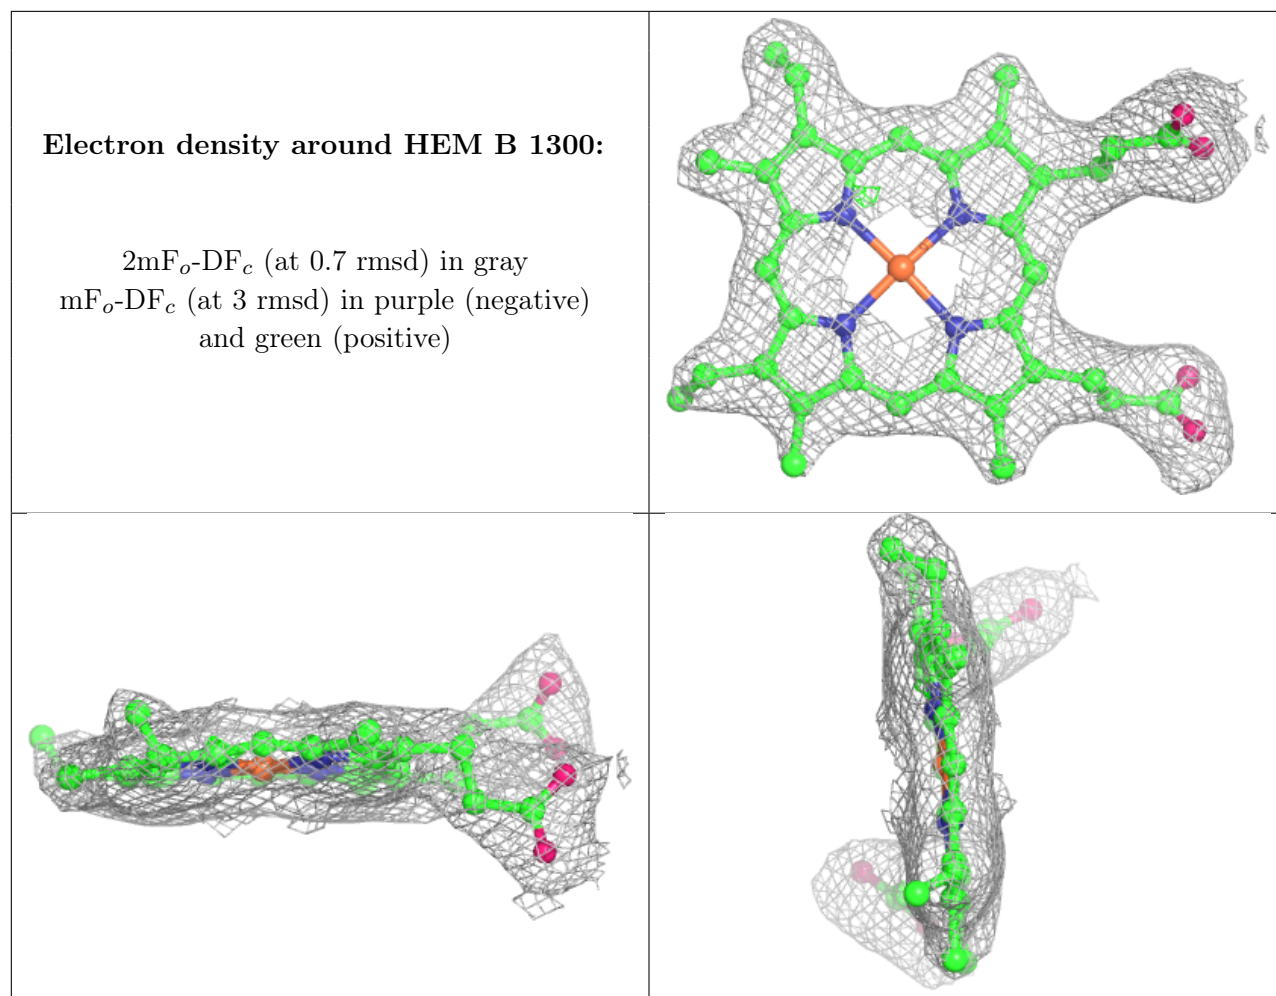 Electron density around HEM B 1300:
2mFo-DFc (at 0.7 rmsd) in gray
mFo-DFc (at 3 rmsd) in purple (negative)
and green (positive)